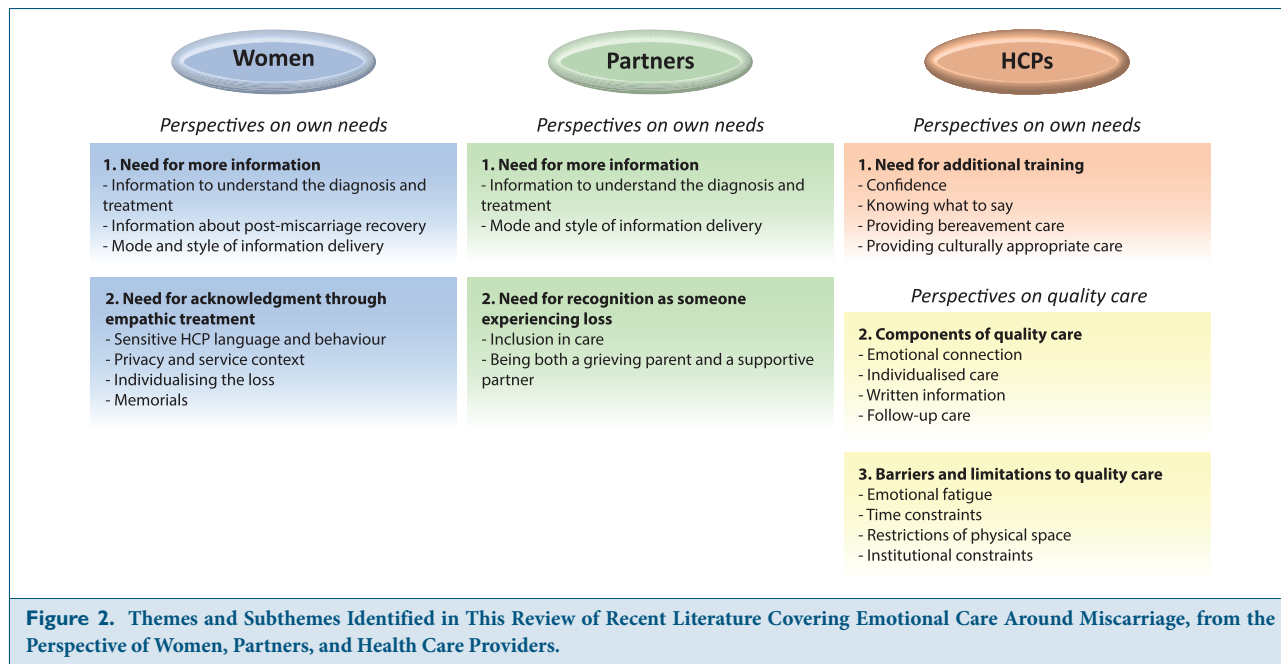 Women
Perspectives on own needs
1. Need for more information
- Information to understand the diagnosis and
treatment
- Information about post-miscarriage recovery
- Mode and style of information delivery
2. Need for acknowledgment through
empathic treatment
- Sensitive HCP language and behaviour
- Privacy and service context
- Individualising the loss
- Memorials
Partners
Perspectives on own needs
1. Need for more information
- Information to understand the diagnosis and
treatment
- Mode and style of information delivery
2. Need for recognition as someone
experiencing loss
- Inclusion in care
- Being both a grieving parent and a supportive
partner
HCPs
Perspectives on own needs
1. Need for additional training
- Confidence
- Knowing what to say
- Providing bereavement care
- Providing culturally appropriate care
Perspectives on quality care
2. Components of quality care
- Emotional connection
- Individualised care
- Written information
- Follow-up care
3. Barriers and limitations to quality care
- Emotional fatigue
- Time constraints
- Restrictions of physical space
- Institutional constraints
Figure 2. Themes and Subthemes Identified in This Review of Recent Literature Covering Emotional Care Around Miscarriage, from the
Perspective of Women, Partners, and Health Care Providers.